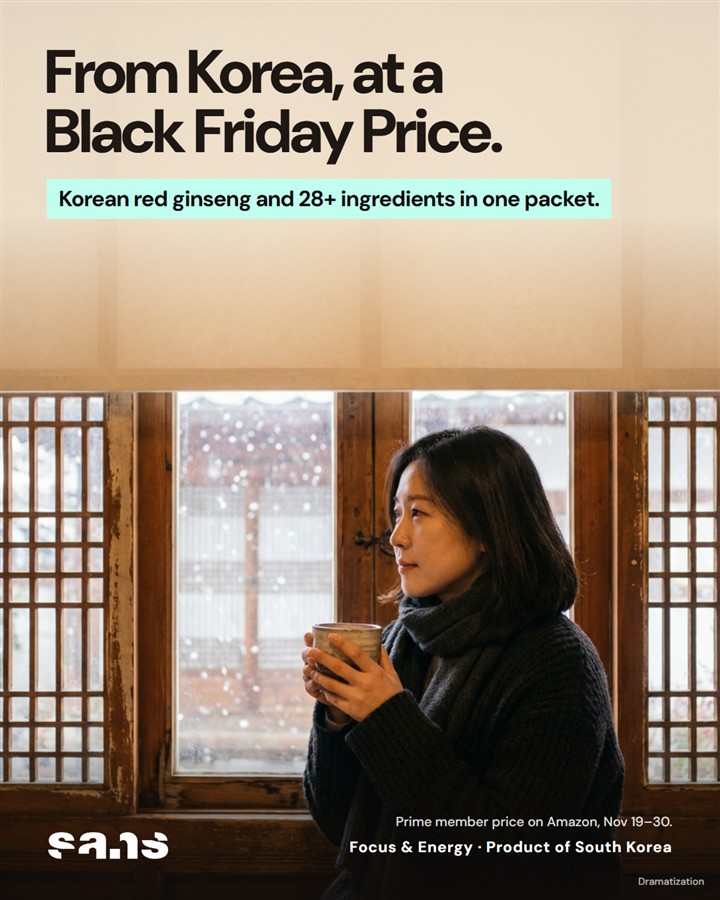 From Korea, at a
Black Friday Price.
Korean red ginseng and 28+ ingredients in one packet.
Prime member price on Amazon, Nov 19–30.
sans
Focus & Energy · Product of South Korea
Dramatization